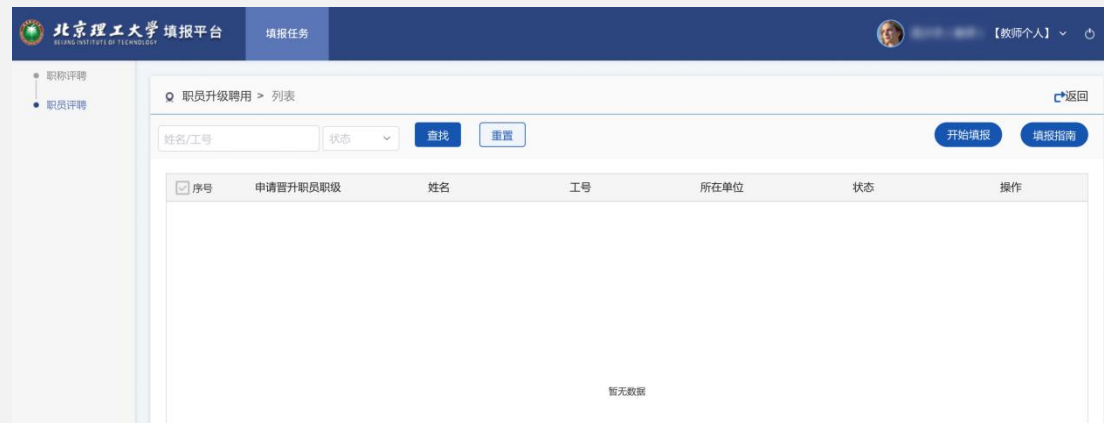 北京理工大学 填报平台 填报任务 【教师个人】
BEIJING INSTITUTE OF TECHNOLOGY
职称评聘
职员评聘
职员升级聘用 > 列表 返回
姓名/工号 状态 查找 重置 开始填报 填报指南
序号 申请晋升职员职级 姓名 工号 所在单位 状态 操作
暂无数据